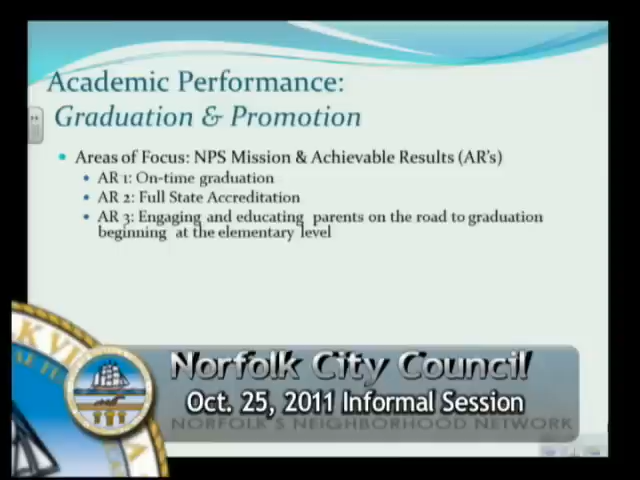 Academic Performance:
Graduation & Promotion
Areas of Focus: NPS Mission & Achievable Results (AR's)
AR 1: On-time graduation
AR 2: Full State Accreditation
AR 3: Engaging and educating parents on the road to graduation
beginning at the elementary level
Norfolk City Council
Oct. 25, 2011 Informal Session
NORFOLK'S NEIGHBORHOOD NETWORK